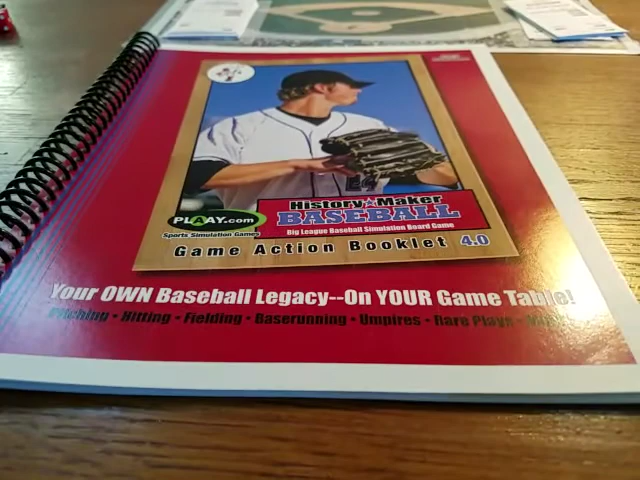 History★Maker
BASEBALL
Big League Baseball Simulation Board Game
PLAAY.com
Sports Simulation Games
Game Action Booklet 4.0
Your OWN Baseball Legacy--On YOUR Game Table!
Pitching • Hitting • Fielding • Baserunning • Umpires • Rare Plays •